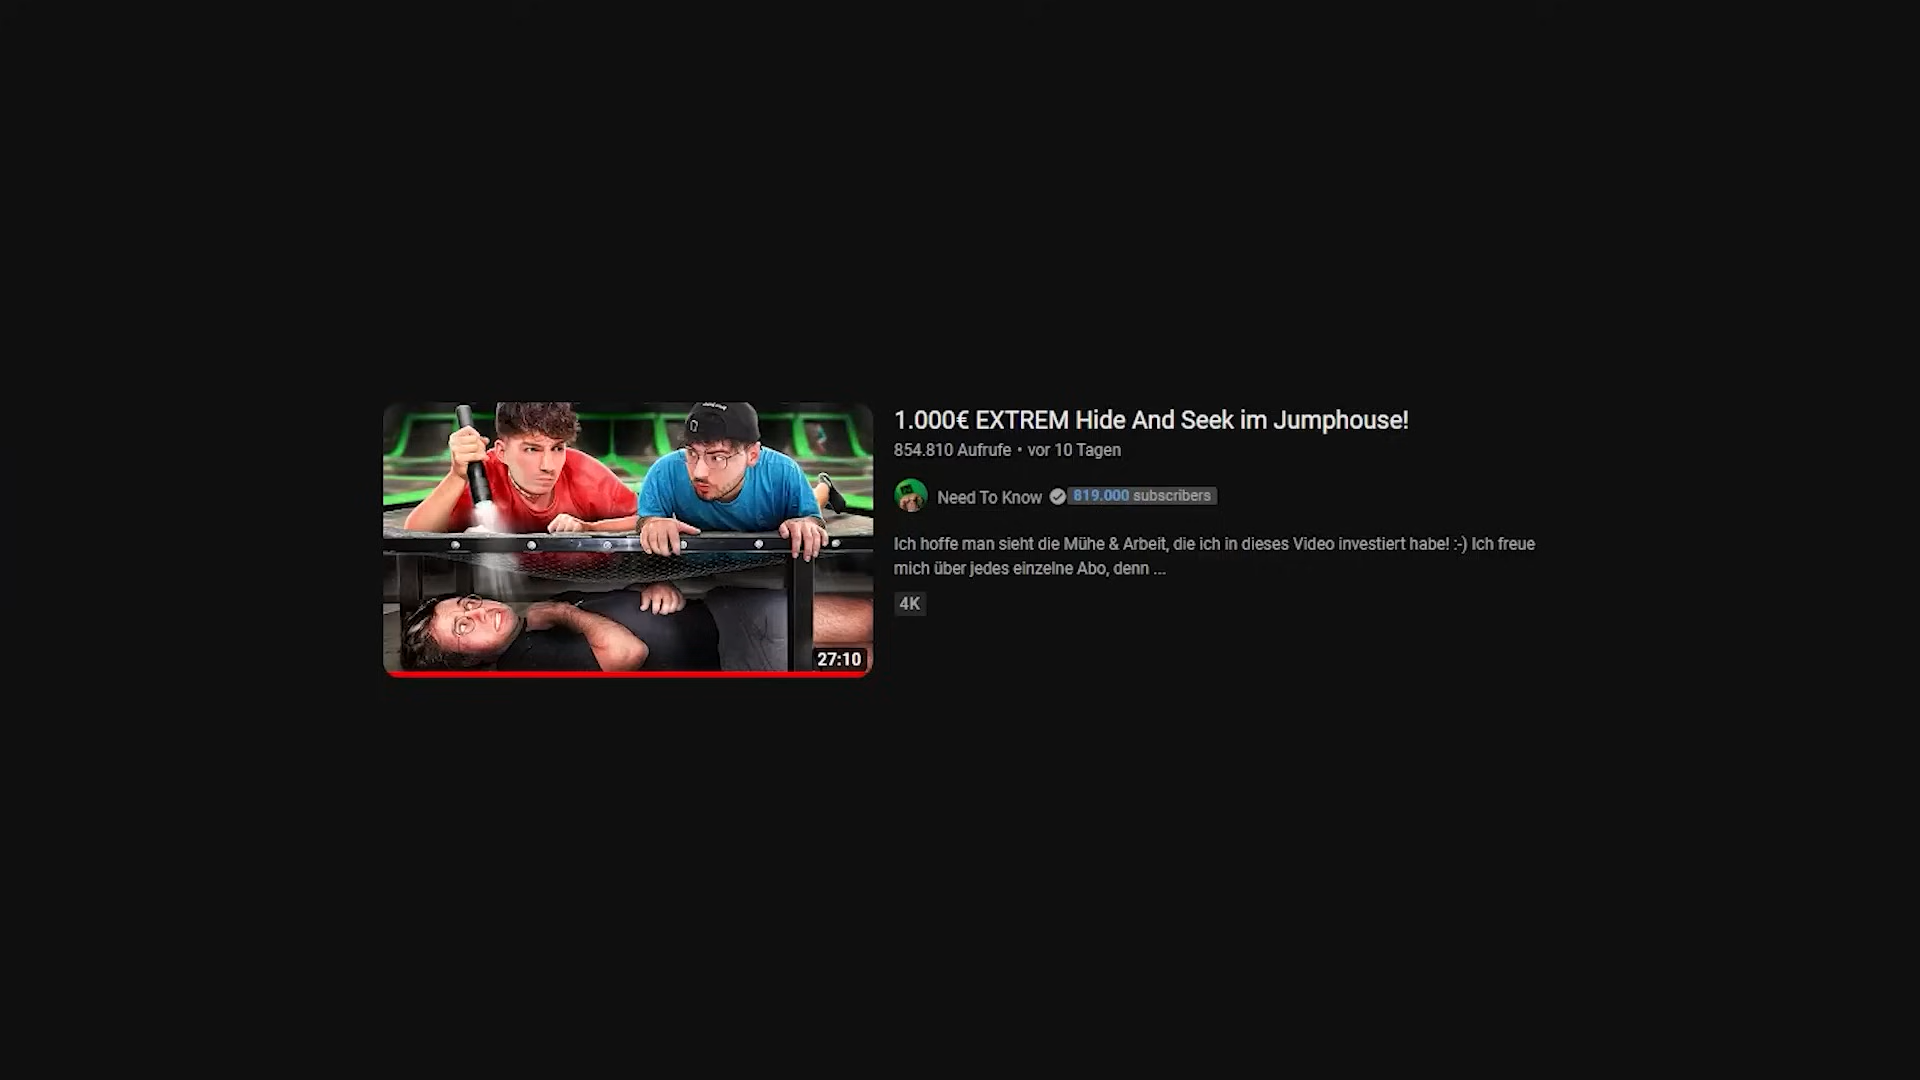 1.000€ EXTREM Hide And Seek im Jumphouse!
854.810 Aufrufe • vor 10 Tagen
Need To Know 819.000 subscribers
Ich hoffe man sieht die Mühe & Arbeit, die ich in dieses Video investiert habe! :-) Ich freue
mich über jedes einzelne Abo, denn ...
4K
27:10